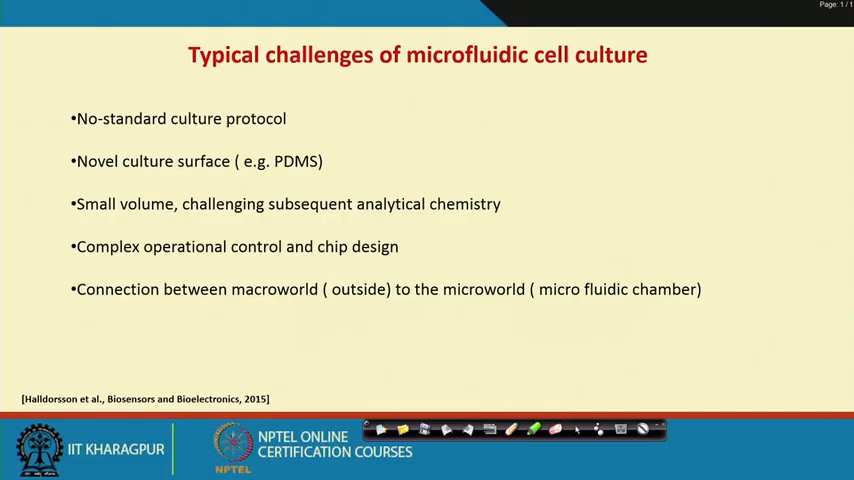 Page: 1 / 1
Typical challenges of microfluidic cell culture
•No-standard culture protocol
•Novel culture surface ( e.g. PDMS)
•Small volume, challenging subsequent analytical chemistry
•Complex operational control and chip design
•Connection between macroworld ( outside) to the microworld ( micro fluidic chamber)
[Halldorsson et al., Biosensors and Bioelectronics, 2015]
IIT KHARAGPUR
NPTEL
NPTEL ONLINE
CERTIFICATION COURSES